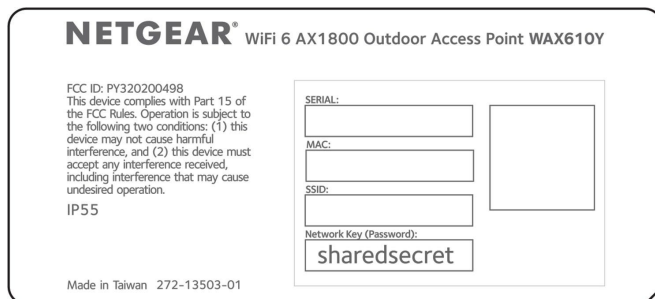 NETGEAR® WiFi 6 AX1800 Outdoor Access Point WAX610Y
FCC ID: PY320200498
This device complies with Part 15 of
the FCC Rules. Operation is subject to
the following two conditions: (1) this
device may not cause harmful
interference, and (2) this device must
accept any interference received,
including interference that may cause
undesired operation.
IP55
Made in Taiwan 272-13503-01
SERIAL:
MAC:
SSID:
Network Key (Password):
sharedsecret